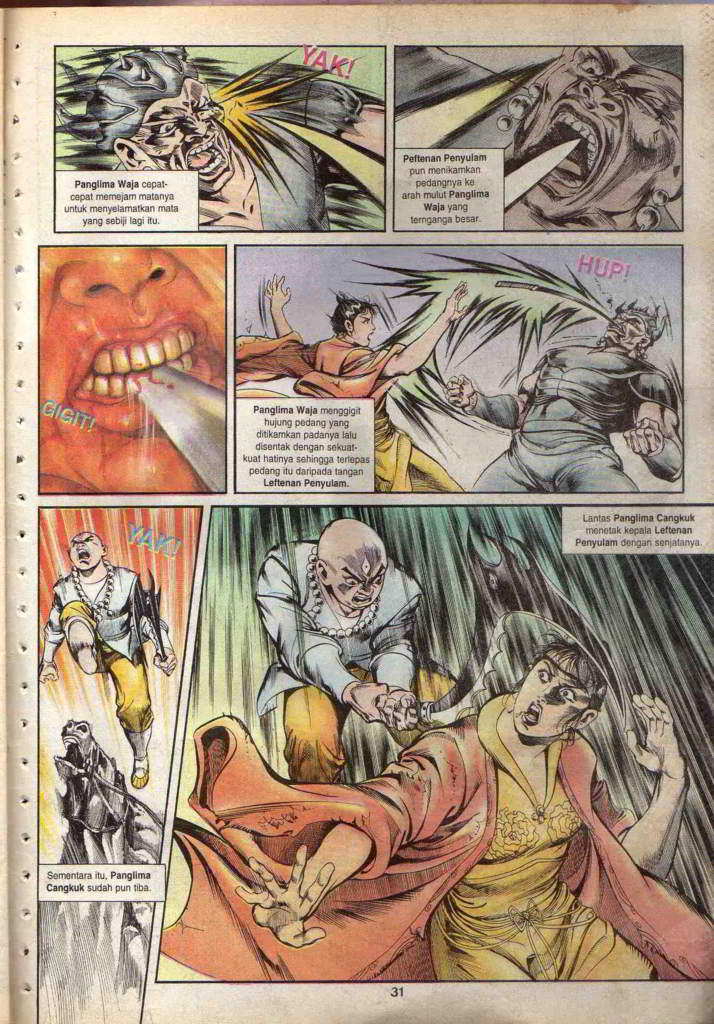 YAK!
Panglima Waja cepat-
cepat memejam matanya
untuk menyelamatkan mata
yang sebiji lagi itu.
Peftenan Penyulam
pun menikamkan
pedangnya ke
arah mulut Panglima
Waja yang
ternganga besar.
GIGIT!
HUP!
Panglima Waja menggigit
hujung pedang yang
ditikamkan padanya lalu
disentak dengan sekuat-
kuat hatinya sehingga terlepas
pedang itu daripada tangan
Leftenan Penyulam.
YAK!
Sementara itu, Panglima
Cangkuk sudah pun tiba.
Lantas Panglima Cangkuk
menetak kepala Leftenan
Penyulam dengan senjatanya.
31